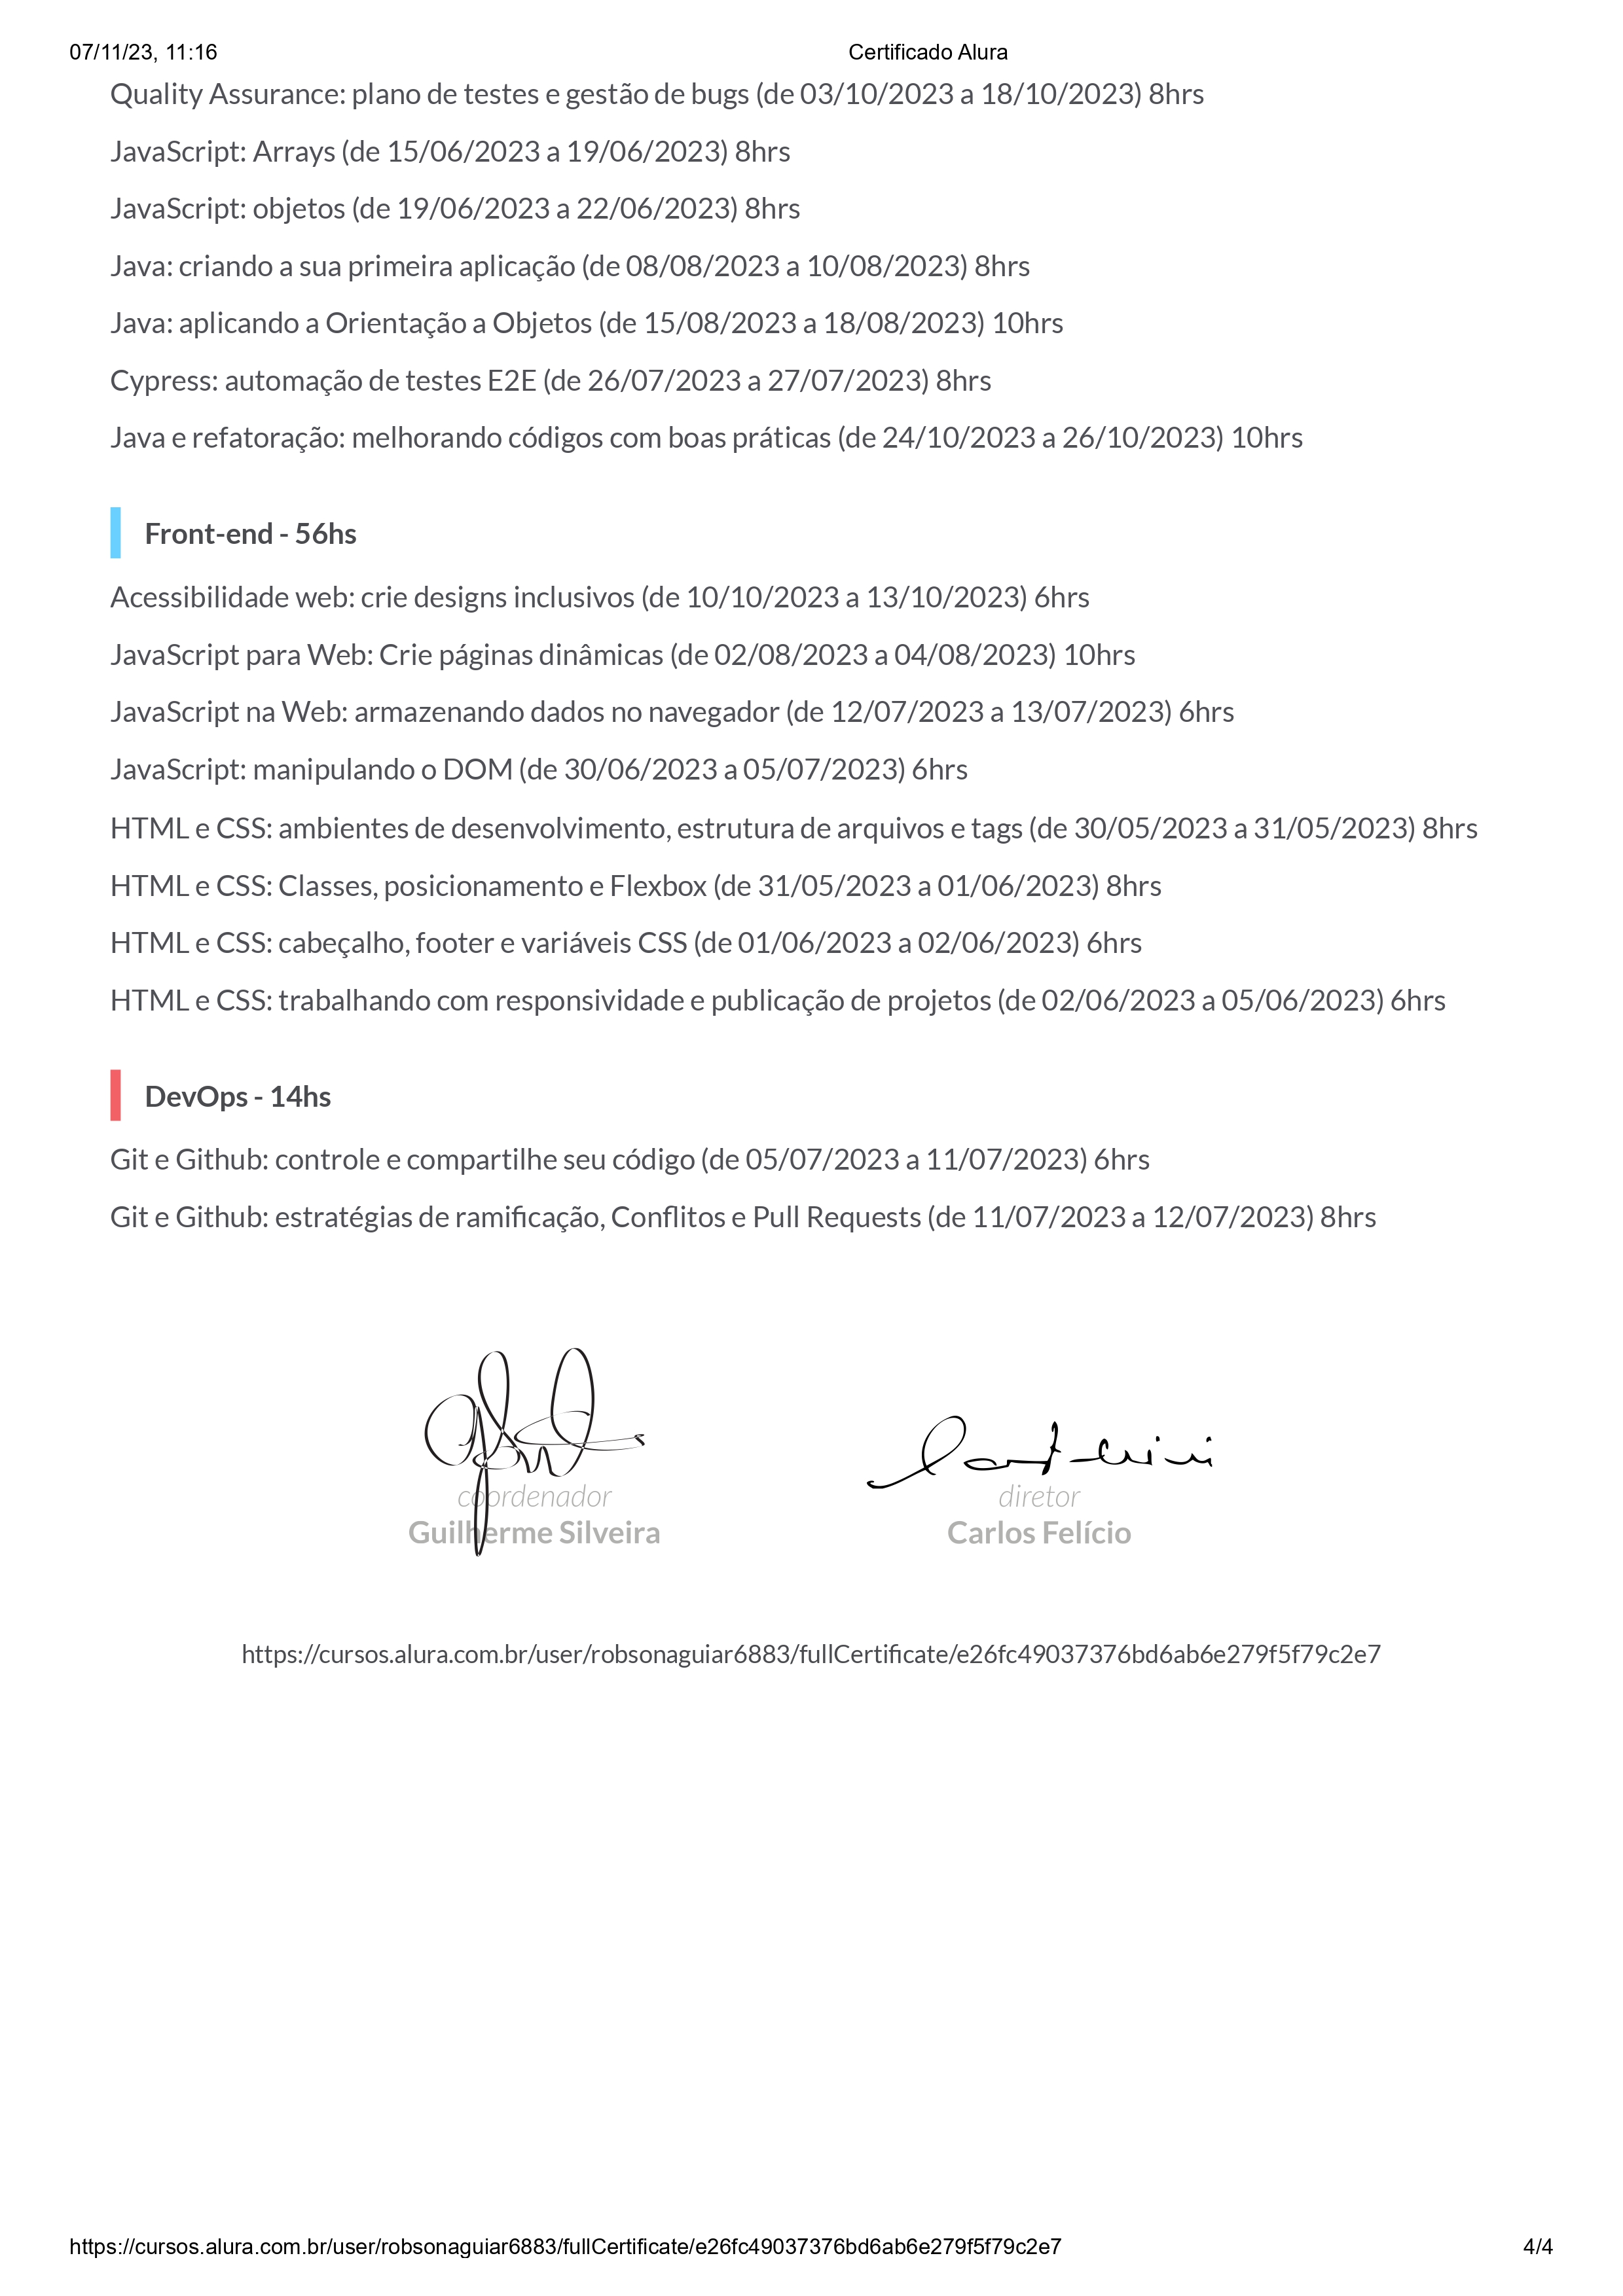 07/11/23, 11:16 Certificado Alura
Quality Assurance: plano de testes e gestão de bugs (de 03/10/2023 a 18/10/2023) 8hrs
JavaScript: Arrays (de 15/06/2023 a 19/06/2023) 8hrs
JavaScript: objetos (de 19/06/2023 a 22/06/2023) 8hrs
Java: criando a sua primeira aplicação (de 08/08/2023 a 10/08/2023) 8hrs
Java: aplicando a Orientação a Objetos (de 15/08/2023 a 18/08/2023) 10hrs
Cypress: automação de testes E2E (de 26/07/2023 a 27/07/2023) 8hrs
Java e refatoração: melhorando códigos com boas práticas (de 24/10/2023 a 26/10/2023) 10hrs
Front-end - 56hs
Acessibilidade web: crie designs inclusivos (de 10/10/2023 a 13/10/2023) 6hrs
JavaScript para Web: Crie páginas dinâmicas (de 02/08/2023 a 04/08/2023) 10hrs
JavaScript na Web: armazenando dados no navegador (de 12/07/2023 a 13/07/2023) 6hrs
JavaScript: manipulando o DOM (de 30/06/2023 a 05/07/2023) 6hrs
HTML e CSS: ambientes de desenvolvimento, estrutura de arquivos e tags (de 30/05/2023 a 31/05/2023) 8hrs
HTML e CSS: Classes, posicionamento e Flexbox (de 31/05/2023 a 01/06/2023) 8hrs
HTML e CSS: cabeçalho, footer e variáveis CSS (de 01/06/2023 a 02/06/2023) 6hrs
HTML e CSS: trabalhando com responsividade e publicação de projetos (de 02/06/2023 a 05/06/2023) 6hrs
DevOps - 14hs
Git e Github: controle e compartilhe seu código (de 05/07/2023 a 11/07/2023) 6hrs
Git e Github: estratégias de ramificação, Conflitos e Pull Requests (de 11/07/2023 a 12/07/2023) 8hrs
coordenador diretor
Guilherme Silveira Carlos Felício
https://cursos.alura.com.br/user/robsonaguiar6883/fullCertificate/e26fc49037376bd6ab6e279f5f79c2e7
https://cursos.alura.com.br/user/robsonaguiar6883/fullCertificate/e26fc49037376bd6ab6e279f5f79c2e7 4/4